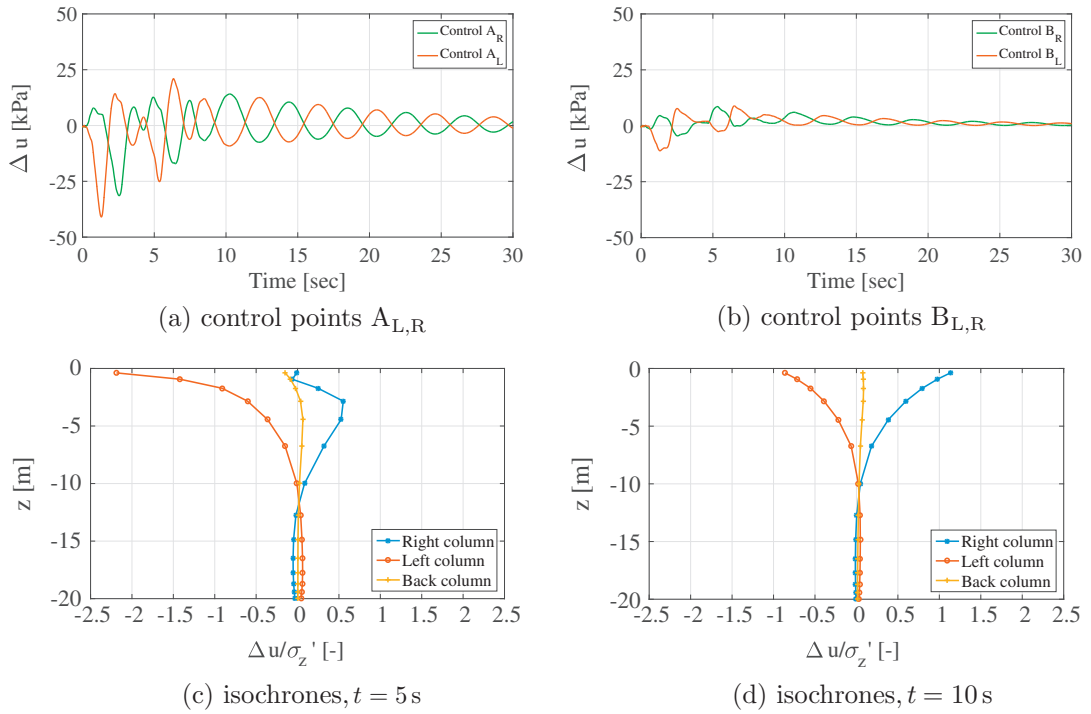 50
25
0
-25
-50
Δ u [kPa]
Control A_R
Control A_L
0 5 10 15 20 25 30
Time [sec]
(a) control points A_L,R
50
25
0
-25
-50
Δ u [kPa]
Control B_R
Control B_L
0 5 10 15 20 25 30
Time [sec]
(b) control points B_L,R
0
-5
-10
-15
-20
z [m]
Right column
Left column
Back column
-2.5 -2 -1.5 -1 -0.5 0 0.5 1 1.5 2 2.5
Δ u/σ_z' [-]
(c) isochrones, t = 5 s
0
-5
-10
-15
-20
z [m]
Right column
Left column
Back column
-2.5 -2 -1.5 -1 -0.5 0 0.5 1 1.5 2 2.5
Δ u/σ_z' [-]
(d) isochrones, t = 10 s